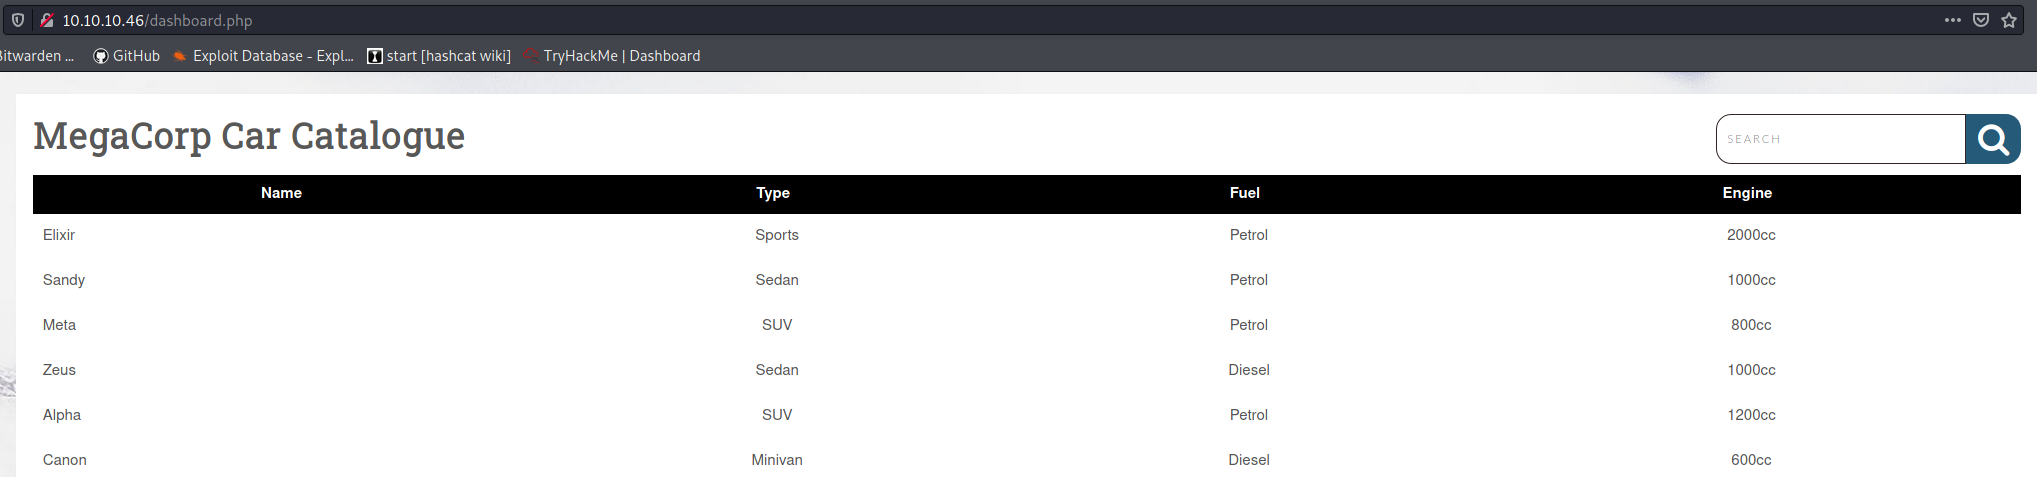 10.10.10.46/dashboard.php
Bitwarden ... GitHub Exploit Database - Expl... start [hashcat wiki] TryHackMe | Dashboard
MegaCorp Car Catalogue SEARCH
Name Type Fuel Engine
Elixir Sports Petrol 2000cc
Sandy Sedan Petrol 1000cc
Meta SUV Petrol 800cc
Zeus Sedan Diesel 1000cc
Alpha SUV Petrol 1200cc
Canon Minivan Diesel 600cc